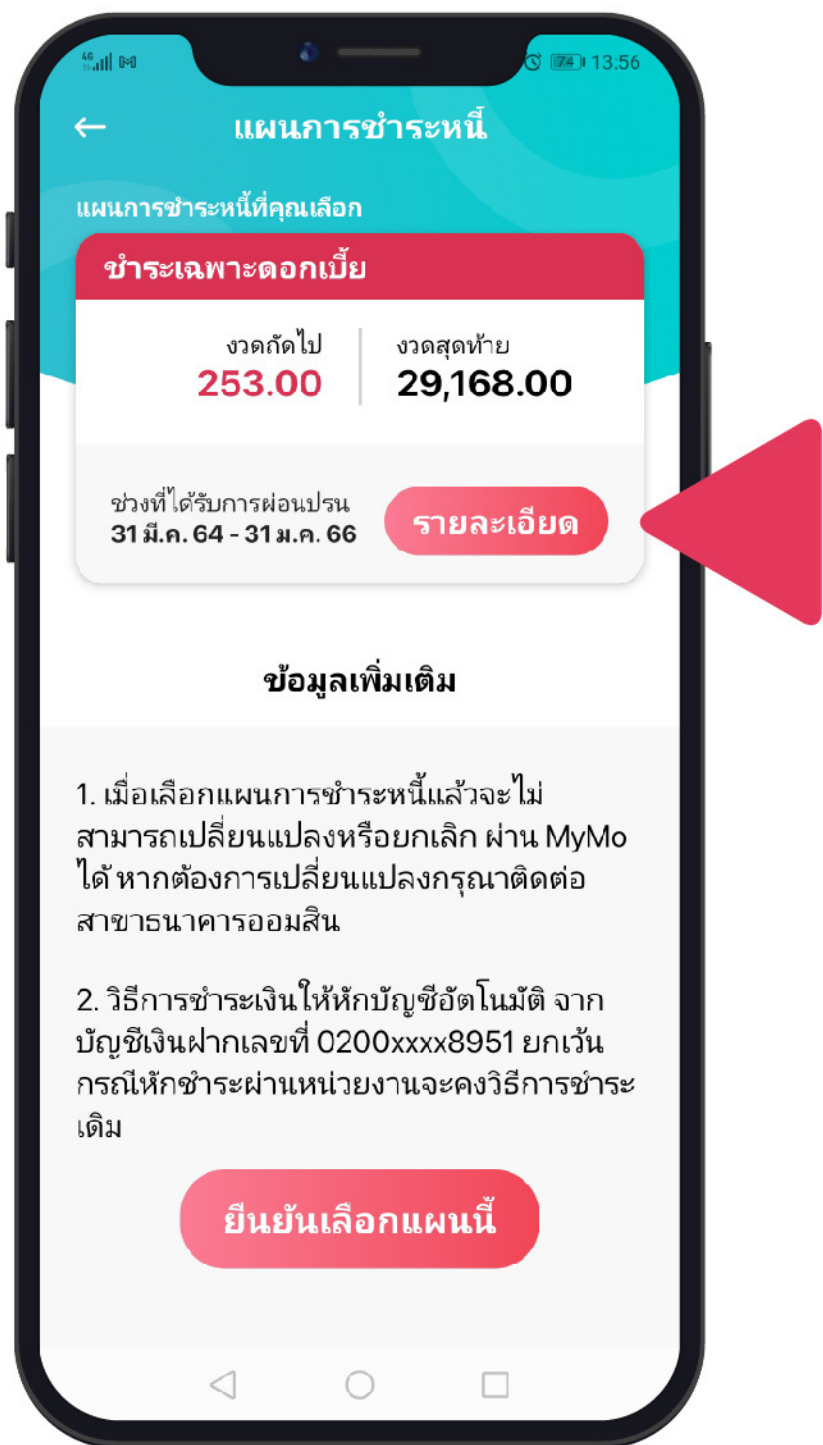 4G
74 13:56
แผนการชำระหนี้
แผนการชำระหนี้ที่คุณเลือก
ชำระเฉพาะดอกเบี้ย
งวดถัดไป
253.00
งวดสุดท้าย
29,168.00
ช่วงที่ได้รับการผ่อนปรน
31 มี.ค. 64 - 31 ม.ค. 66
รายละเอียด
ข้อมูลเพิ่มเติม
1. เมื่อเลือกแผนการชำระหนี้แล้วจะไม่
สามารถเปลี่ยนแปลงหรือยกเลิก ผ่าน MyMo
ได้ หากต้องการเปลี่ยนแปลงกรุณาติดต่อ
สาขาธนาคารออมสิน
2. วิธีการชำระเงินให้หักบัญชีอัตโนมัติ จาก
บัญชีเงินฝากเลขที่ 0200xxxx8951 ยกเว้น
กรณีหักชำระผ่านหน่วยงานจะคงวิธีการชำระ
เดิม
ยืนยันเลือกแผนนี้